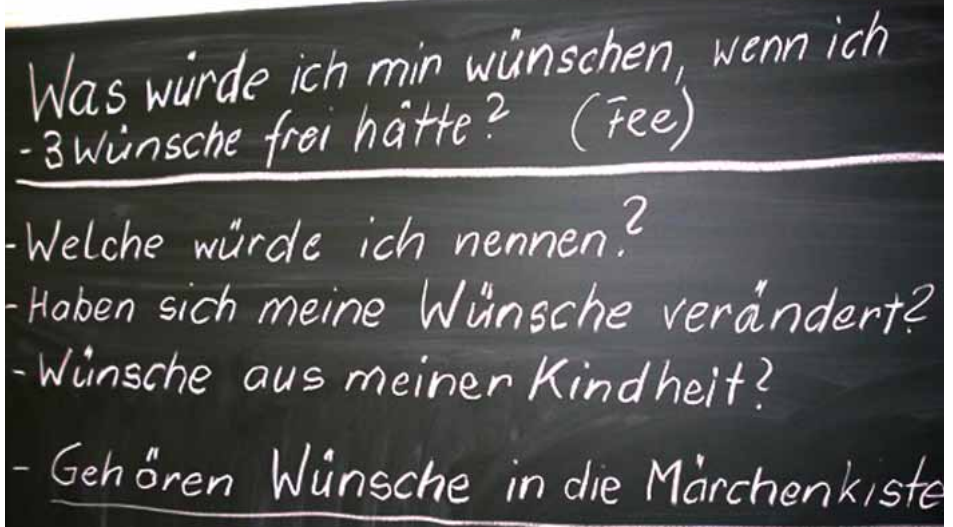 Was würde ich mir wünschen, wenn ich
- 3 Wünsche frei hätte? (Fee)
- Welche würde ich nennen?
- Haben sich meine Wünsche verändert?
- Wünsche aus meiner Kindheit?
- Gehören Wünsche in die Märchenkiste